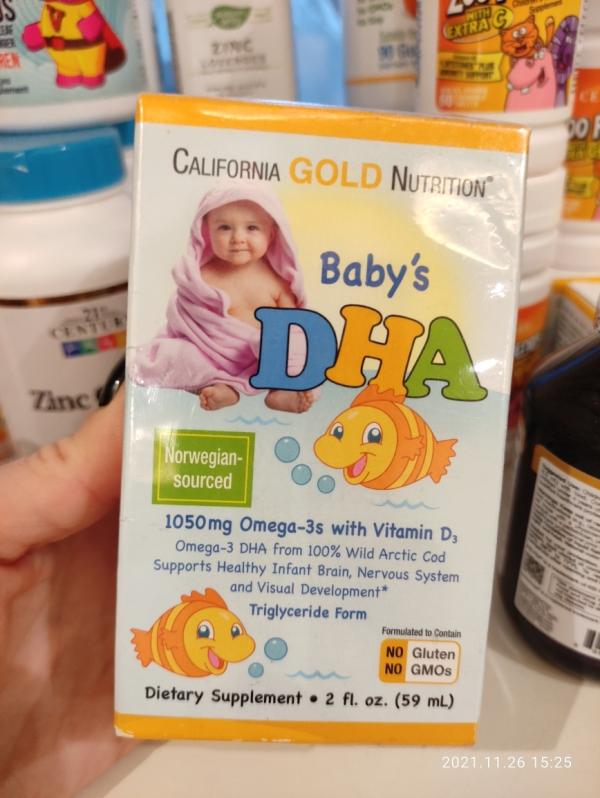 ZINC
90
WITH
EXTRA C
CALIFORNIA GOLD NUTRITION®
Baby's
DHA
21st
CENTURY
Zinc
Norwegian-
sourced
1050mg Omega-3s with Vitamin D₃
Omega-3 DHA from 100% Wild Arctic Cod
Supports Healthy Infant Brain, Nervous System
and Visual Development*
Triglyceride Form
Formulated to Contain
NO Gluten
NO GMOs
Dietary Supplement • 2 fl. oz. (59 mL)
2021.11.26 15:25